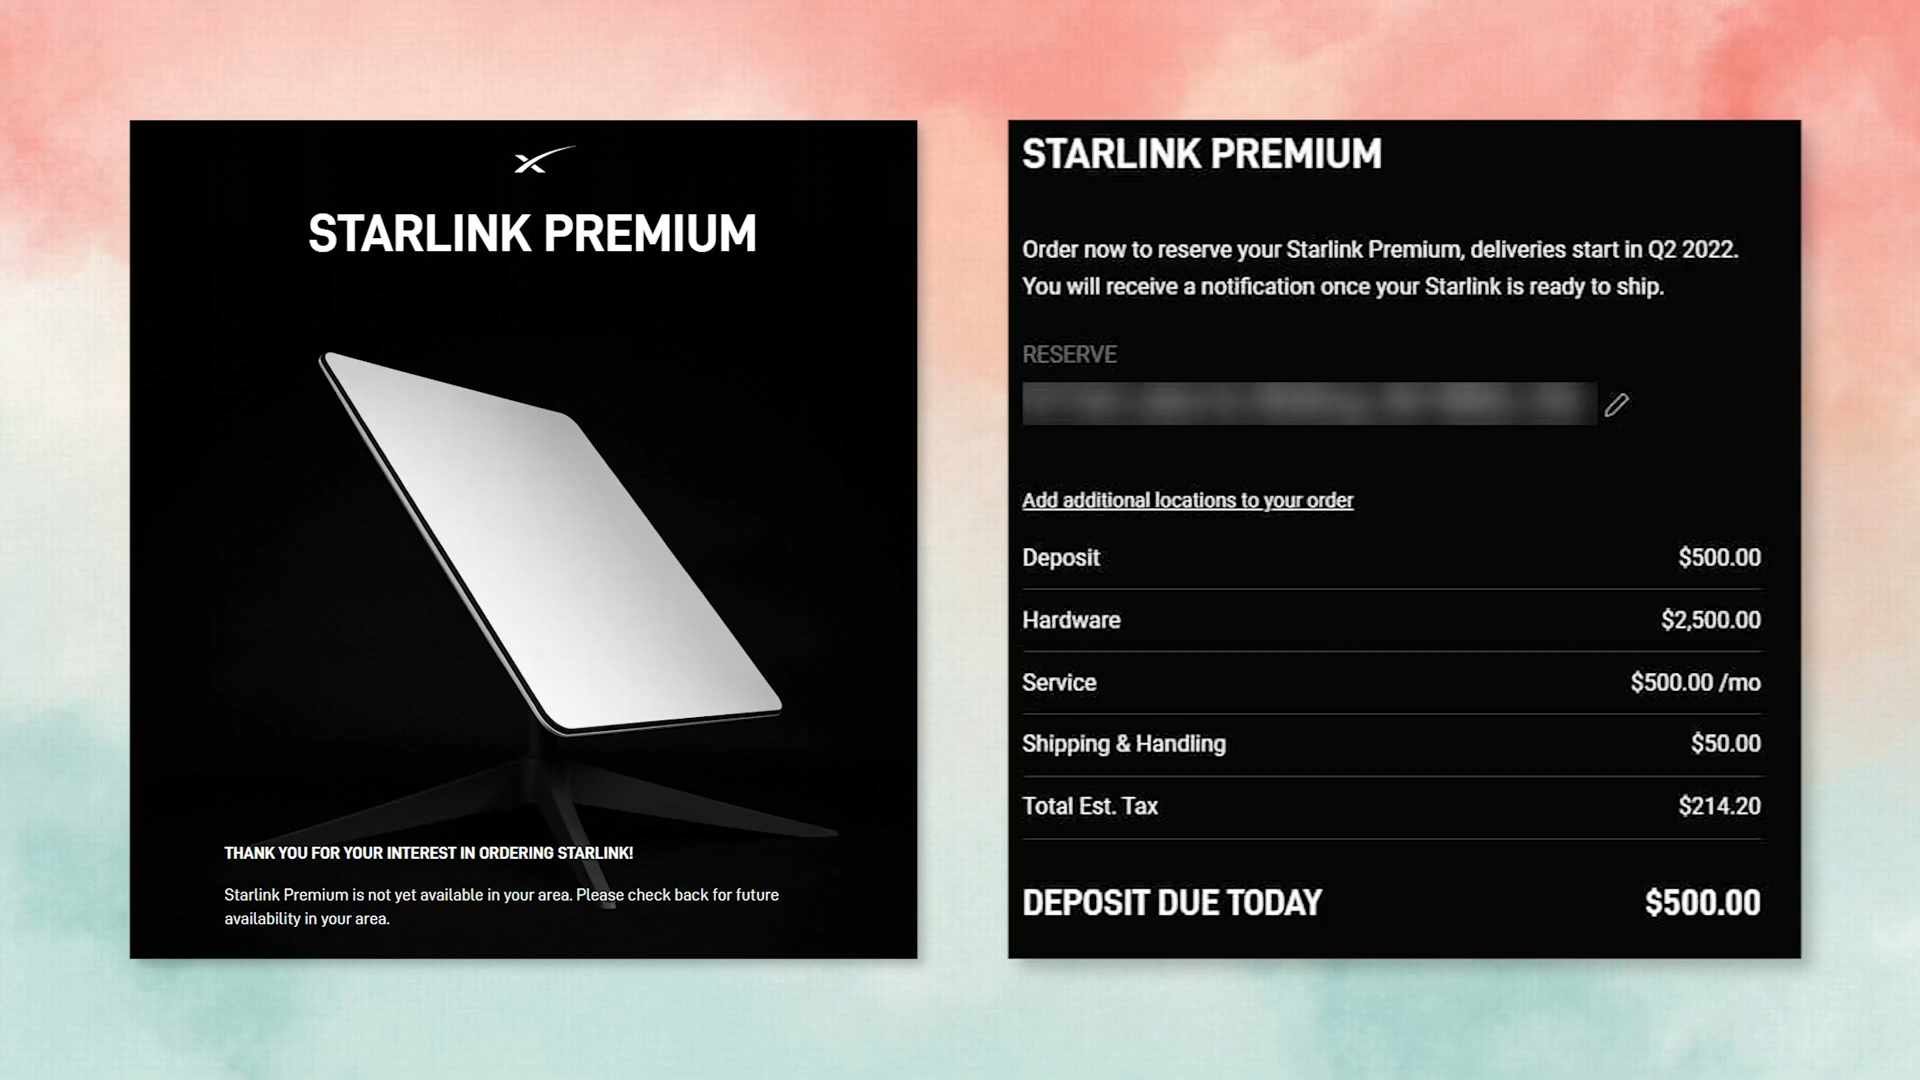 STARLINK PREMIUM
THANK YOU FOR YOUR INTEREST IN ORDERING STARLINK!
Starlink Premium is not yet available in your area. Please check back for future
availability in your area.
STARLINK PREMIUM
Order now to reserve your Starlink Premium, deliveries start in Q2 2022.
You will receive a notification once your Starlink is ready to ship.
RESERVE
Add additional locations to your order
Deposit $500.00
Hardware $2,500.00
Service $500.00 /mo
Shipping & Handling $50.00
Total Est. Tax $214.20
DEPOSIT DUE TODAY $500.00